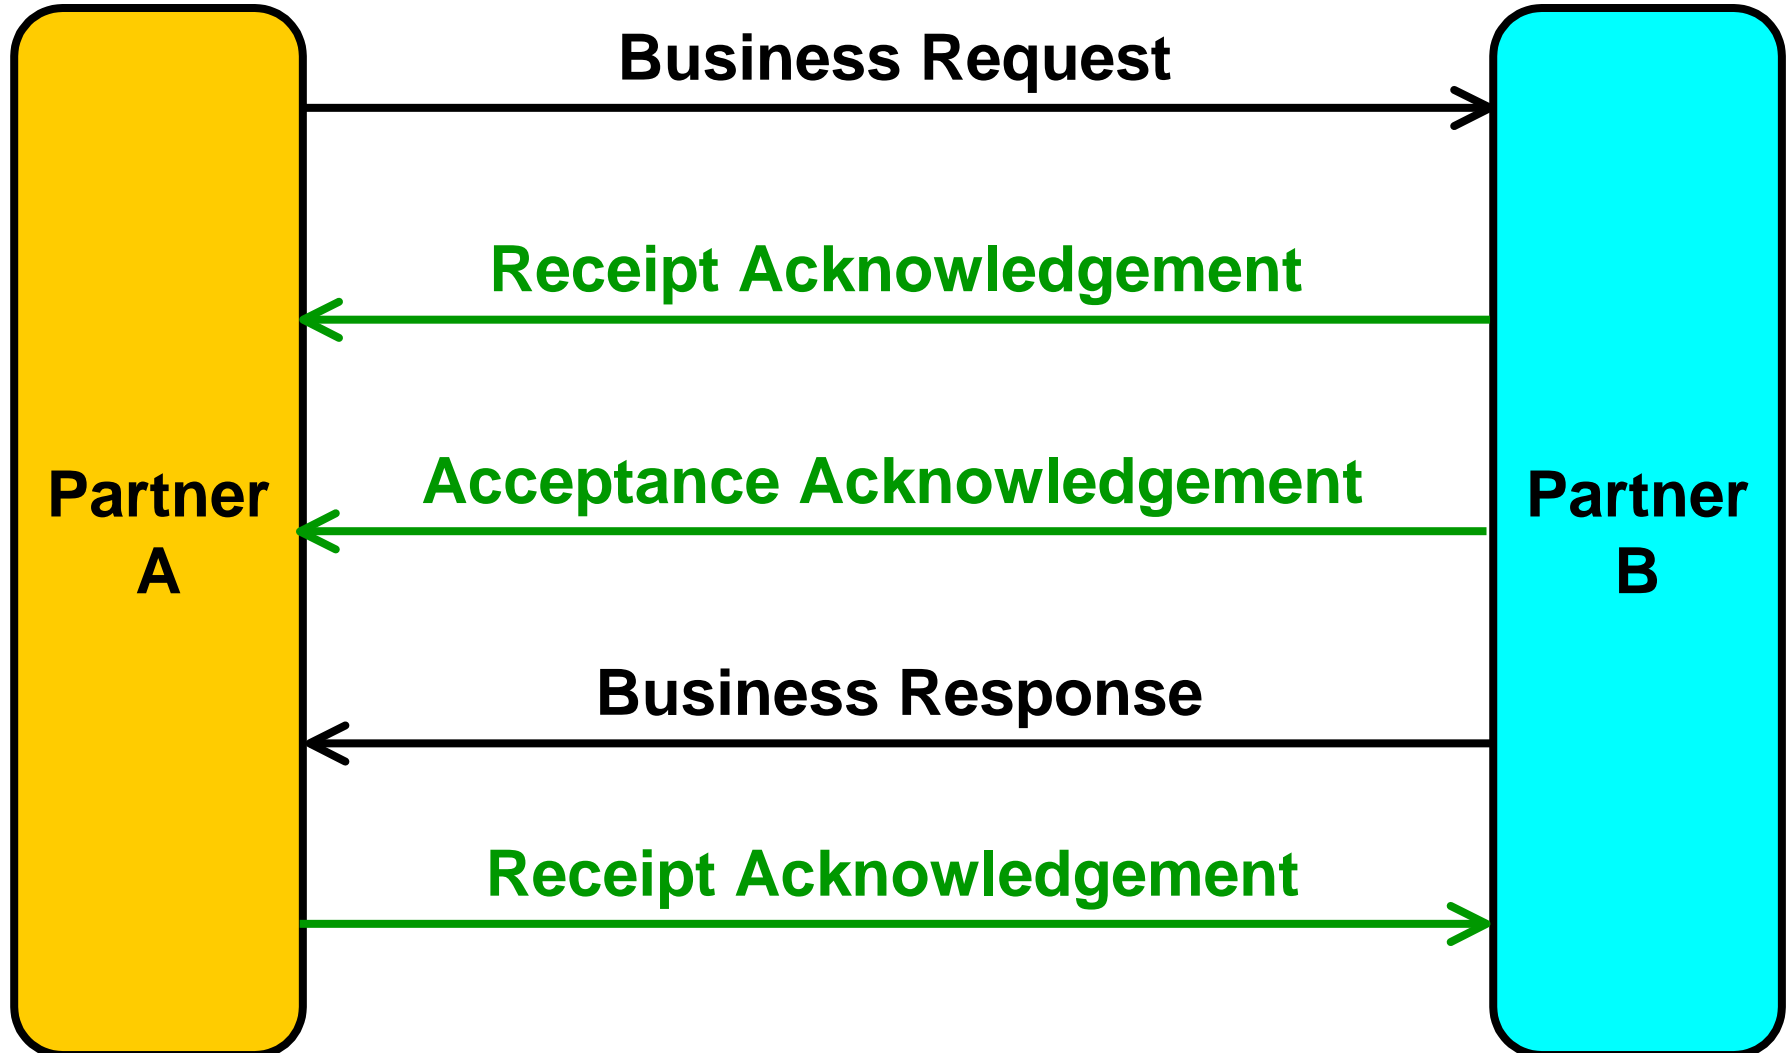 Business Request
Receipt Acknowledgement
Acceptance Acknowledgement
Partner
A
Partner
B
Business Response
Receipt Acknowledgement